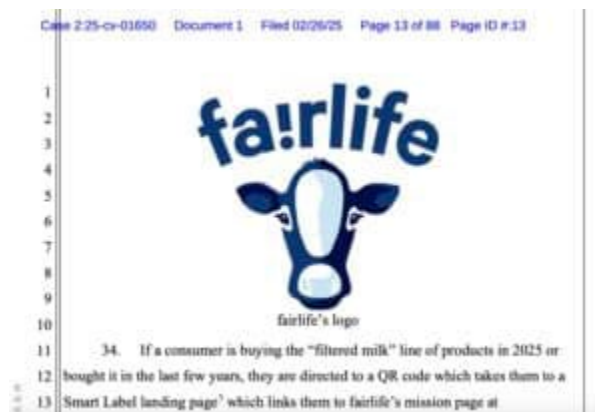 Case 2:25-cv-01650 Document 1 Filed 02/26/25 Page 13 of 88 Page ID #:13
1
2
3
4
5
6
7
8
9
10
11
12
13
fa!rlife
fairlife's logo
34. If a consumer is buying the "filtered milk" line of products in 2025 or
bought it in the last few years, they are directed to a QR code which takes them to a
Smart Label landing page⁷ which links them to fairlife's mission page at